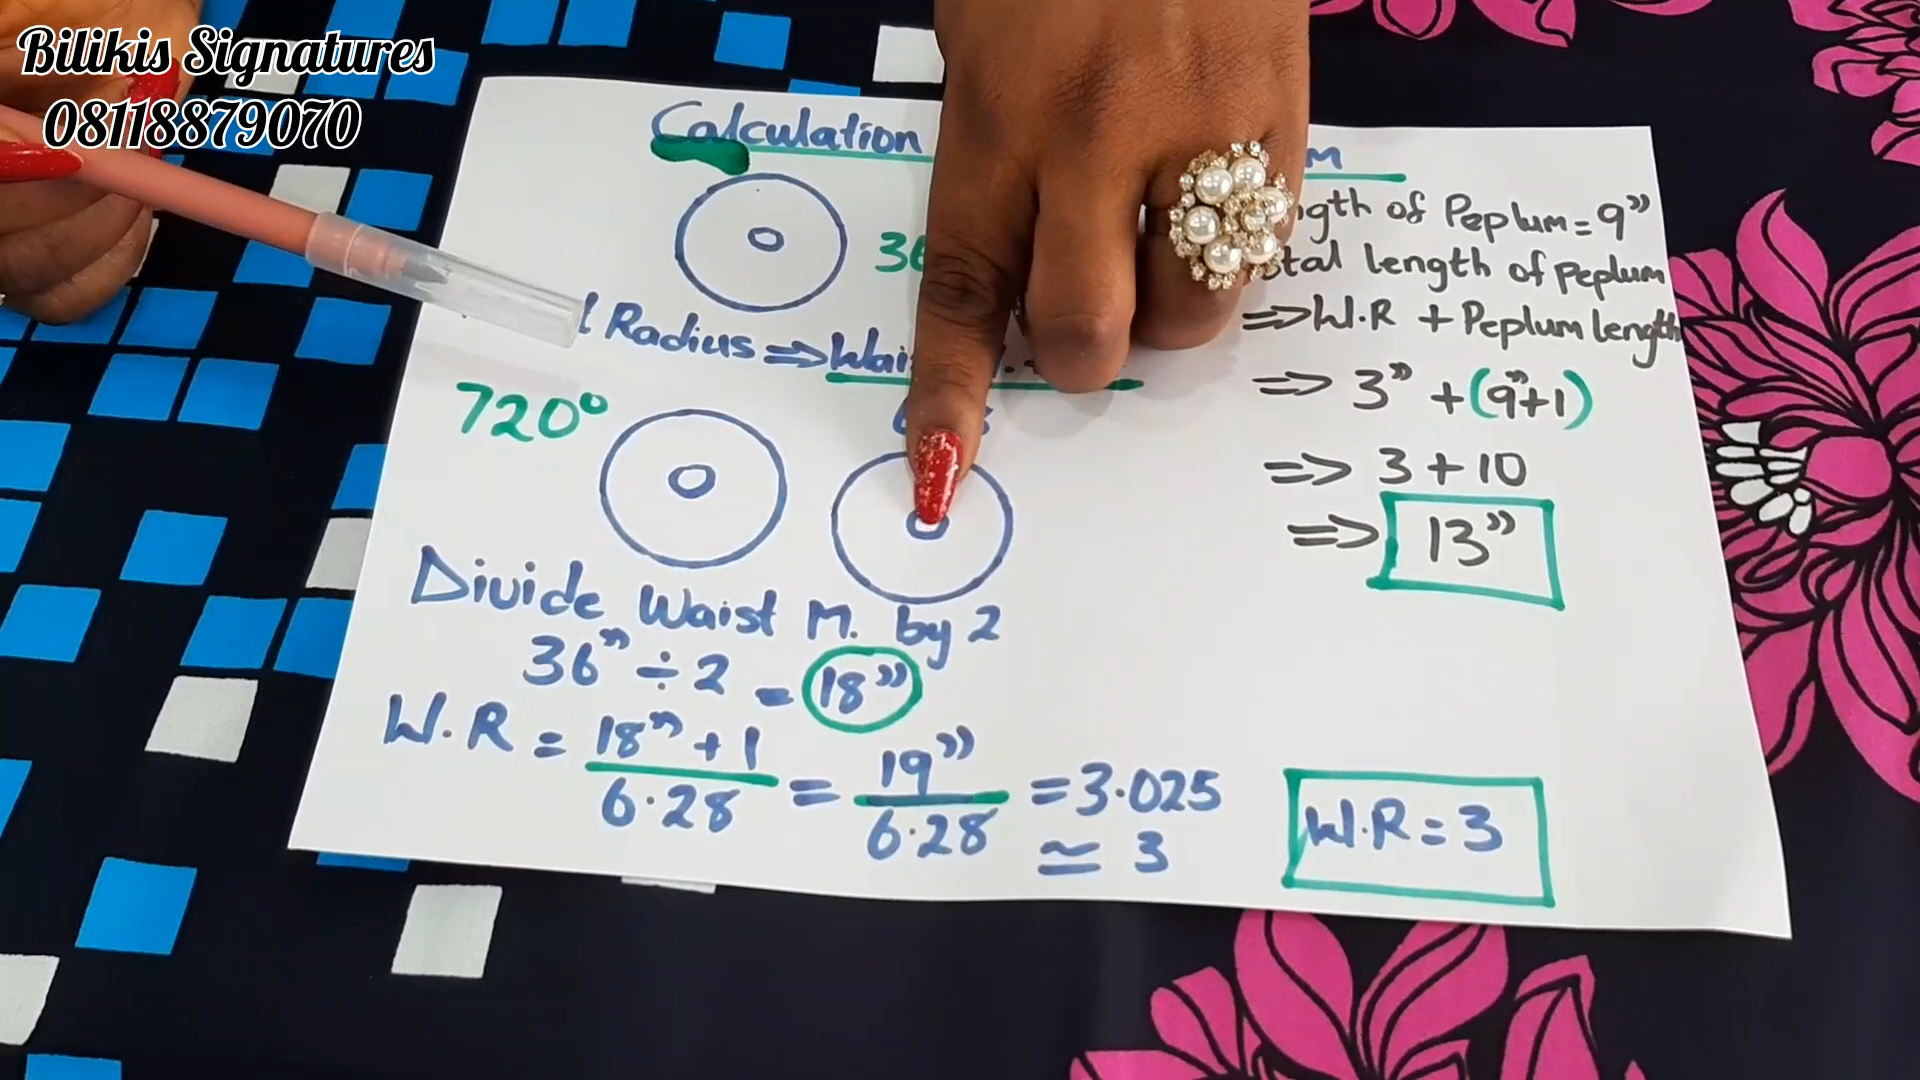 Bilikis Signatures
08118879070
Calculation
M
36
Radius => Wai
720°
Divide Waist M. by 2
36" ÷ 2 = 18"
W.R = 18" + 1 / 6.28 = 19" / 6.28 = 3.025
≃ 3
ngth of Peplum = 9"
tal length of Peplum
=> W.R + Peplum length
=> 3" + (9"+1)
=> 3 + 10
=> 13"
W.R = 3